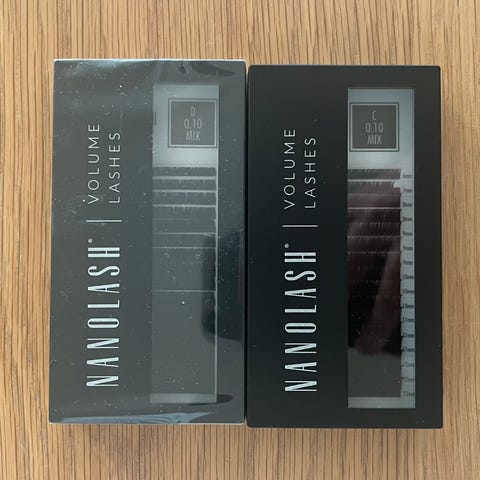 NANOLASH®
VOLUME
LASHES
D
0.10
MIX
NANOLASH®
VOLUME
LASHES
C
0.10
MIX